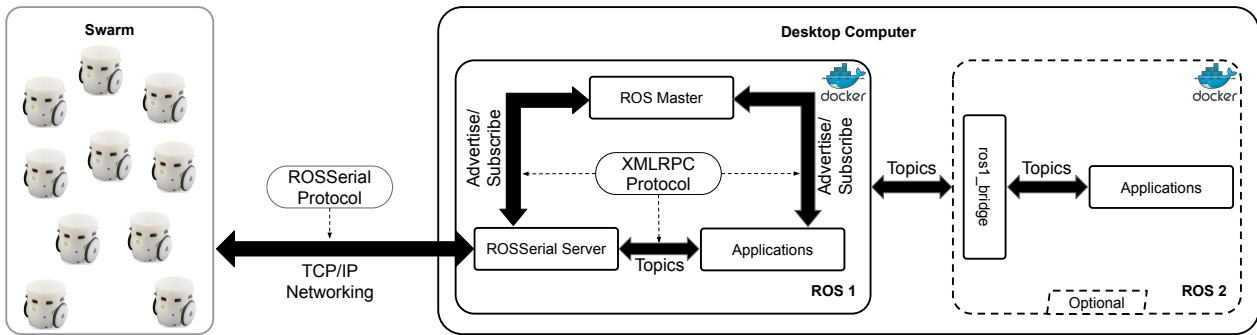 Swarm
Desktop Computer
ROSSerial
Protocol
TCP/IP
Networking
ROS Master
docker
Advertise/
Subscribe
XMLRPC
Protocol
Advertise/
Subscribe
ROSSerial Server
Topics
Applications
ROS 1
Topics
docker
ros1_bridge
Topics
Applications
Optional
ROS 2